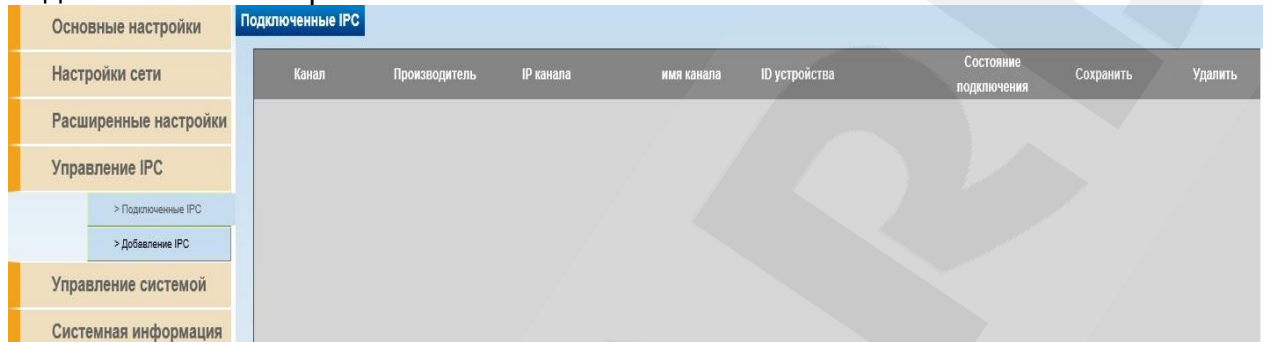 Основные настройки
Подключенные IPC
Настройки сети
Расширенные настройки
Управление IPC
> Подключенные IPC
> Добавление IPC
Управление системой
Системная информация
Канал Производитель IP канала имя канала ID устройства Состояние подключения Сохранить Удалить